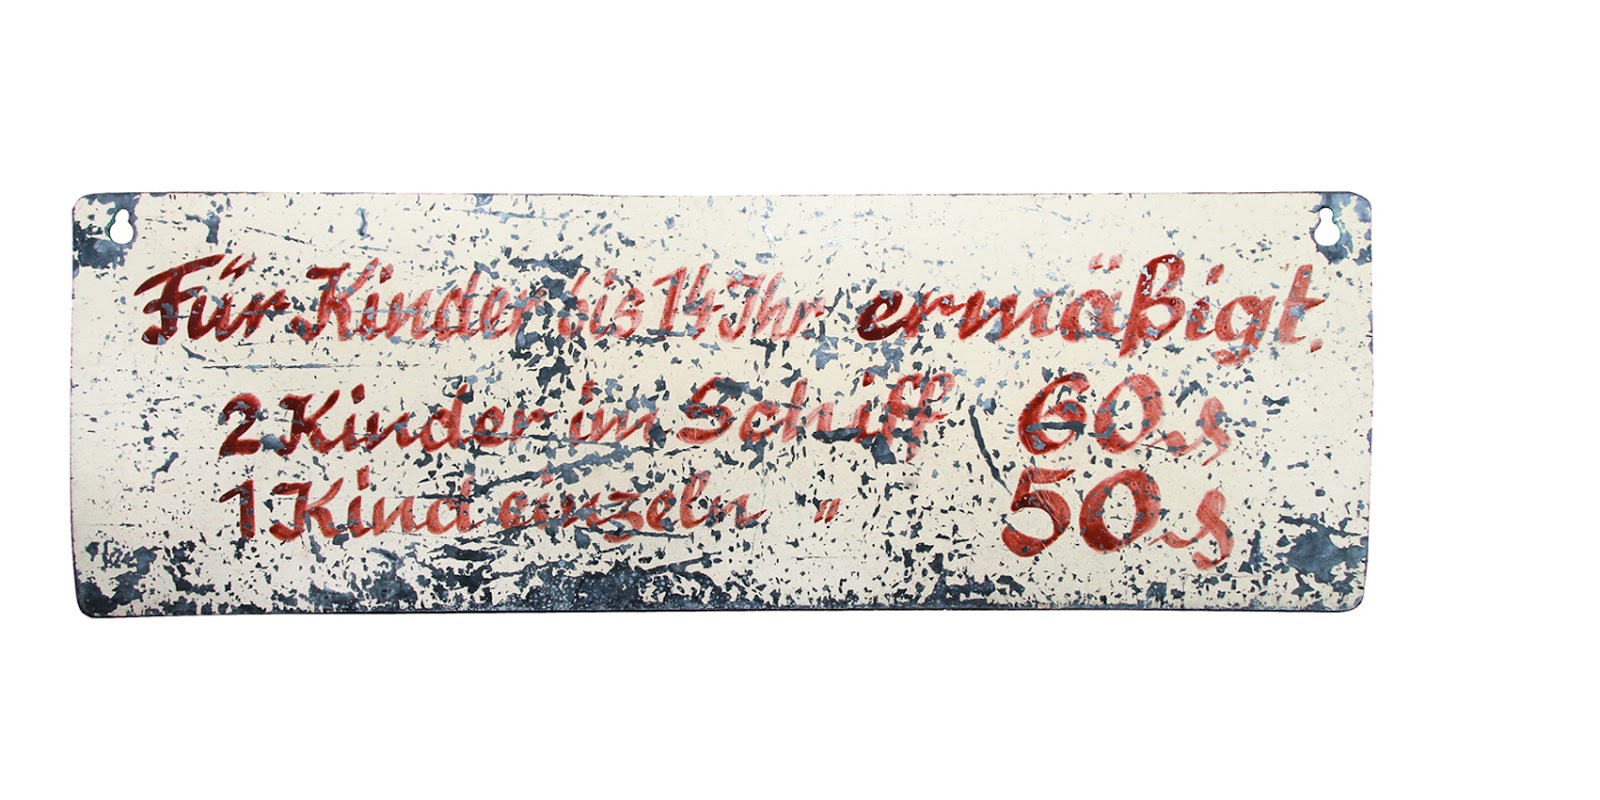 Für Kinder bis 14 Jhr ermäßigt.
2 Kinder im Schiff 60 ₰
1 Kind einzeln " 50 ₰